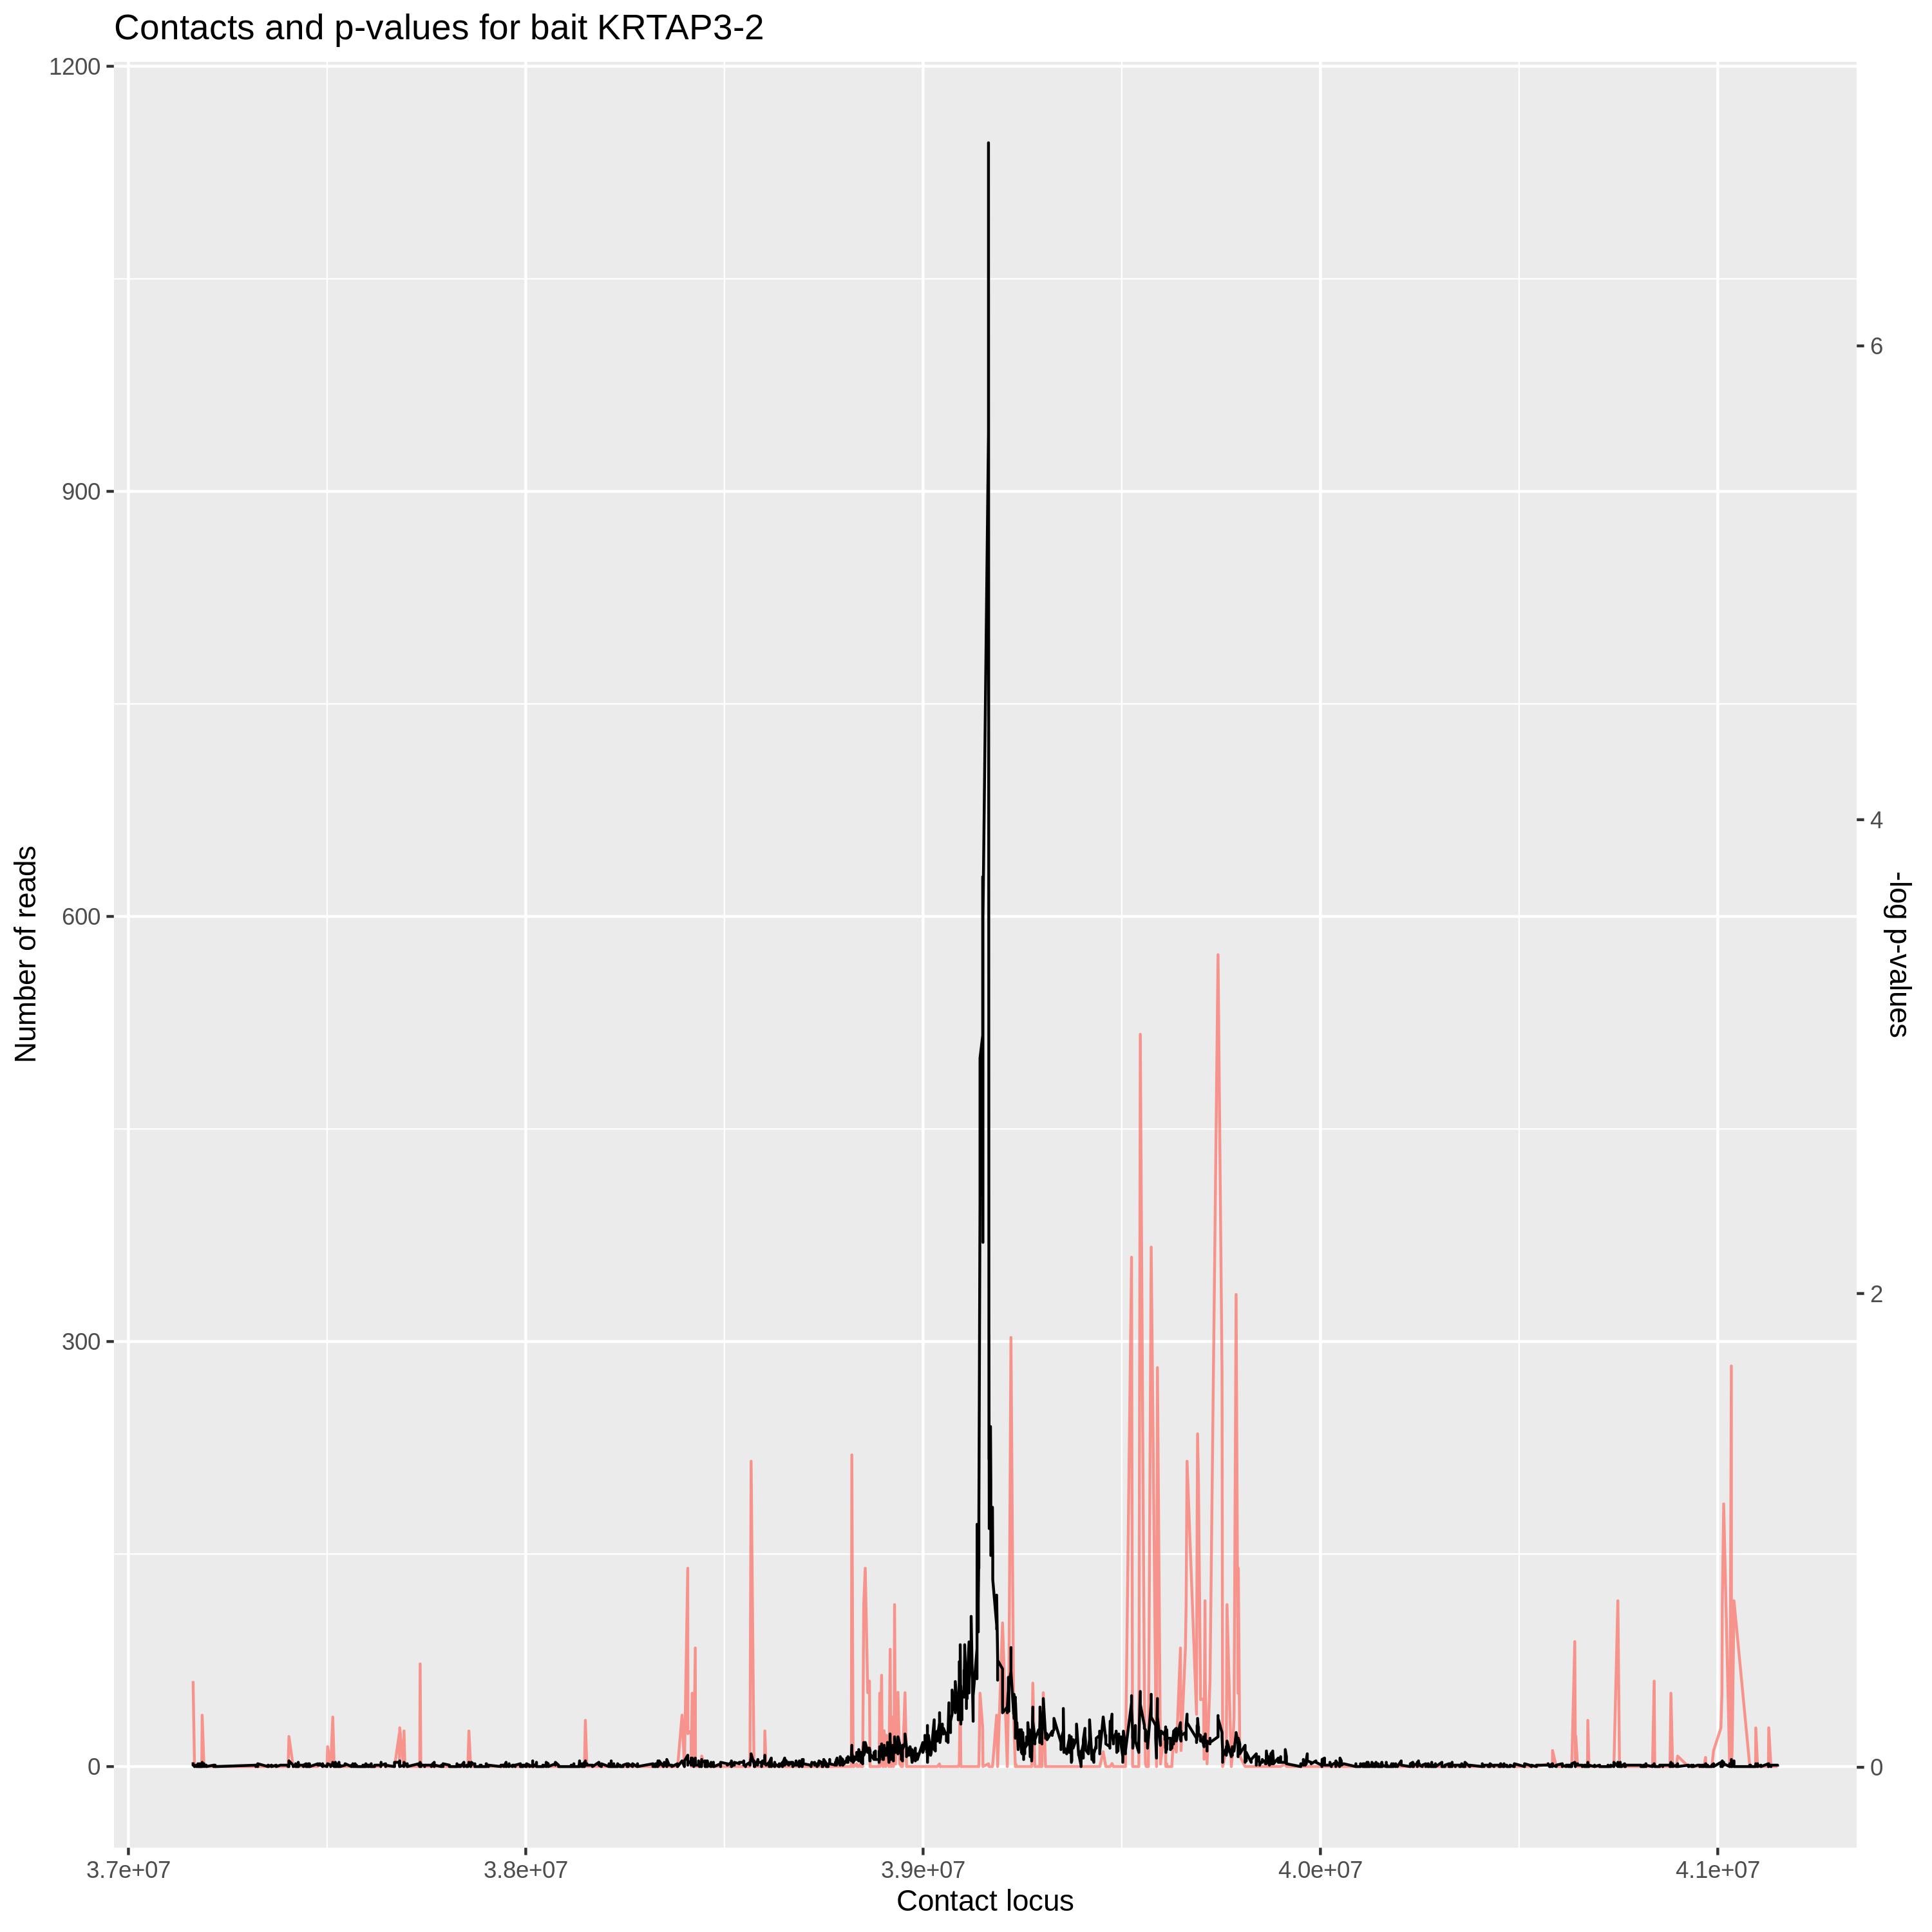 Contacts and p-values for bait KRTAP3-2
1200
900
600
300
0
Number of reads
6
4
2
0
-log p-values
3.7e+07
3.8e+07
3.9e+07
4.0e+07
4.1e+07
Contact locus